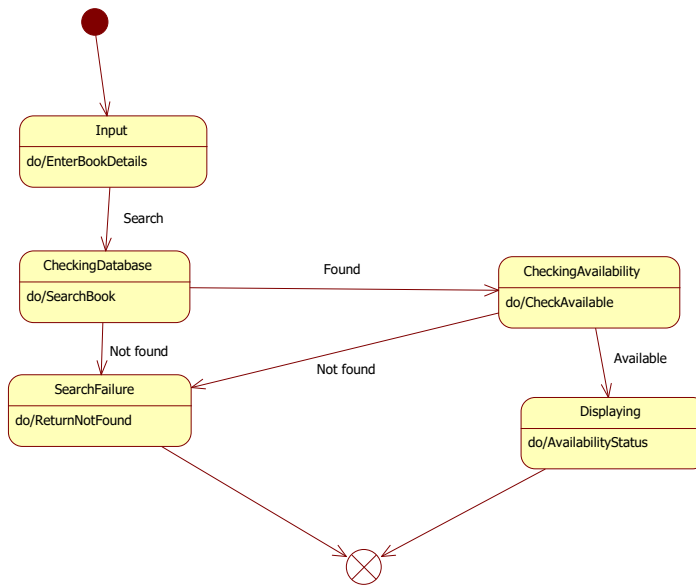 Input
do/EnterBookDetails
Search
CheckingDatabase
do/SearchBook
Found
CheckingAvailability
do/CheckAvailable
Not found
Not found
Available
SearchFailure
do/ReturnNotFound
Displaying
do/AvailabilityStatus